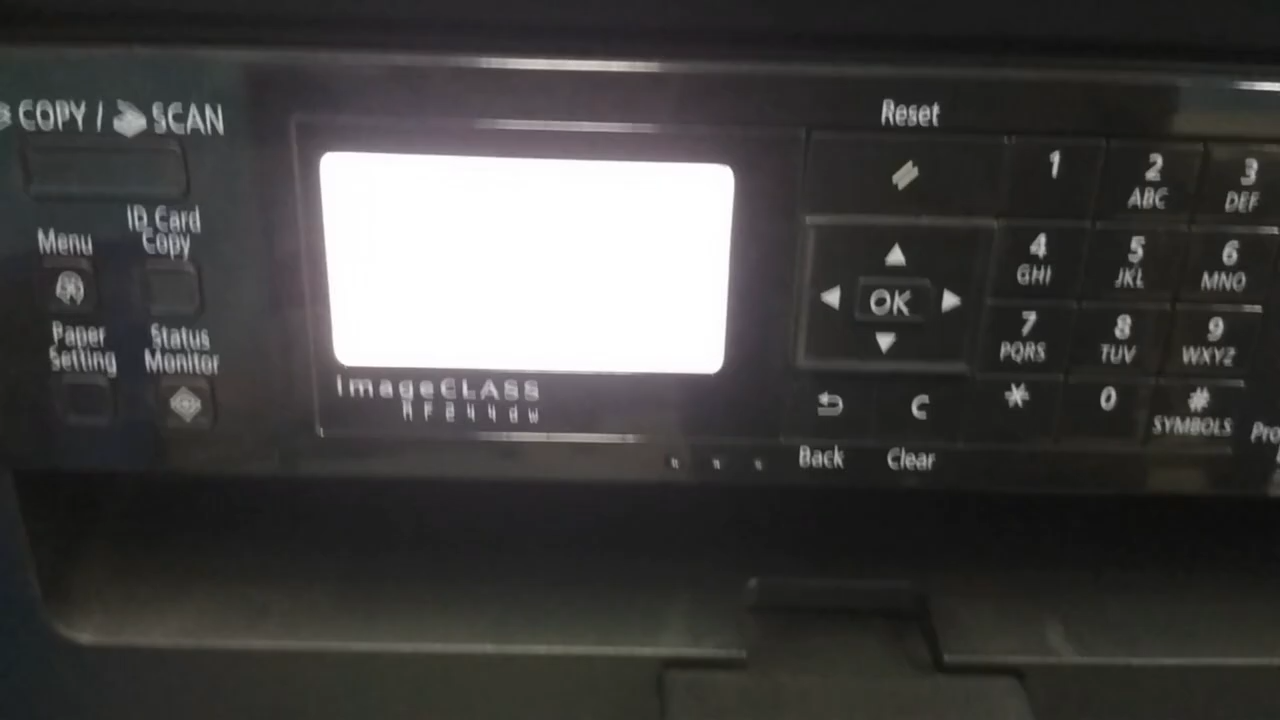 COPY / SCAN
Reset
1
2
ABC
3
DEF
Menu
ID Card
Copy
4
GHI
5
JKL
6
MNO
OK
Paper
Setting
Status
Monitor
7
PQRS
8
TUV
9
WXYZ
imageCLASS
MF244dw
C
*
0
#
SYMBOLS
Back
Clear